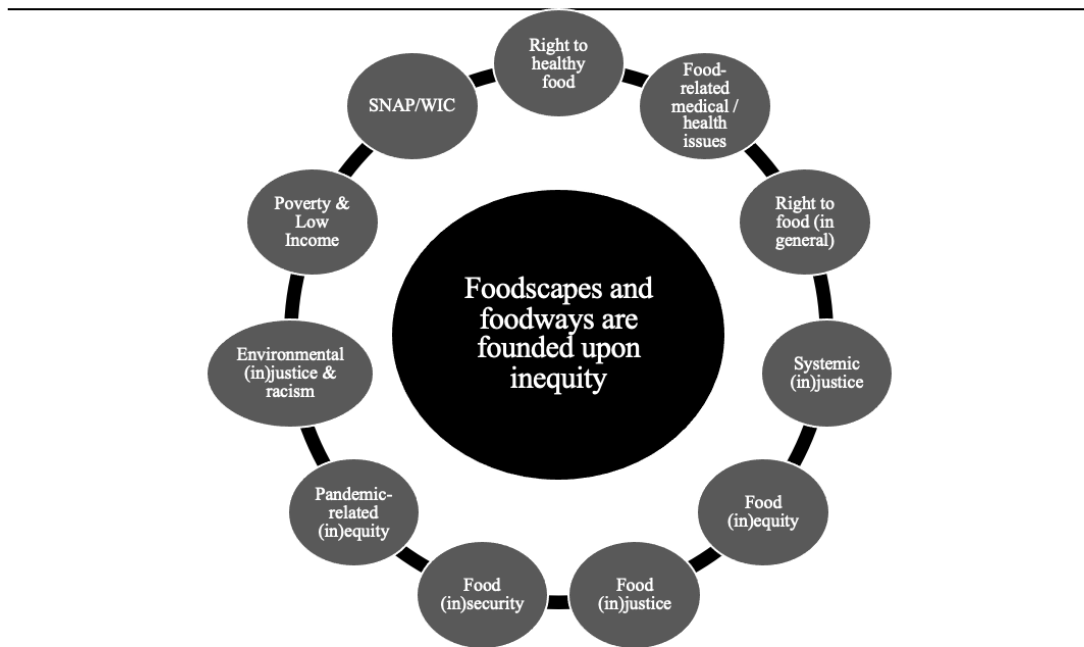 Right to
healthy
food
Food-
related
medical /
health
issues
Right to
food (in
general)
Systemic
(in)justice
Food
(in)equity
Food
(in)justice
Food
(in)security
Pandemic-
related
(in)equity
Environmental
(in)justice &
racism
Poverty &
Low
Income
SNAP/WIC
Foodscapes and
foodways are
founded upon
inequity